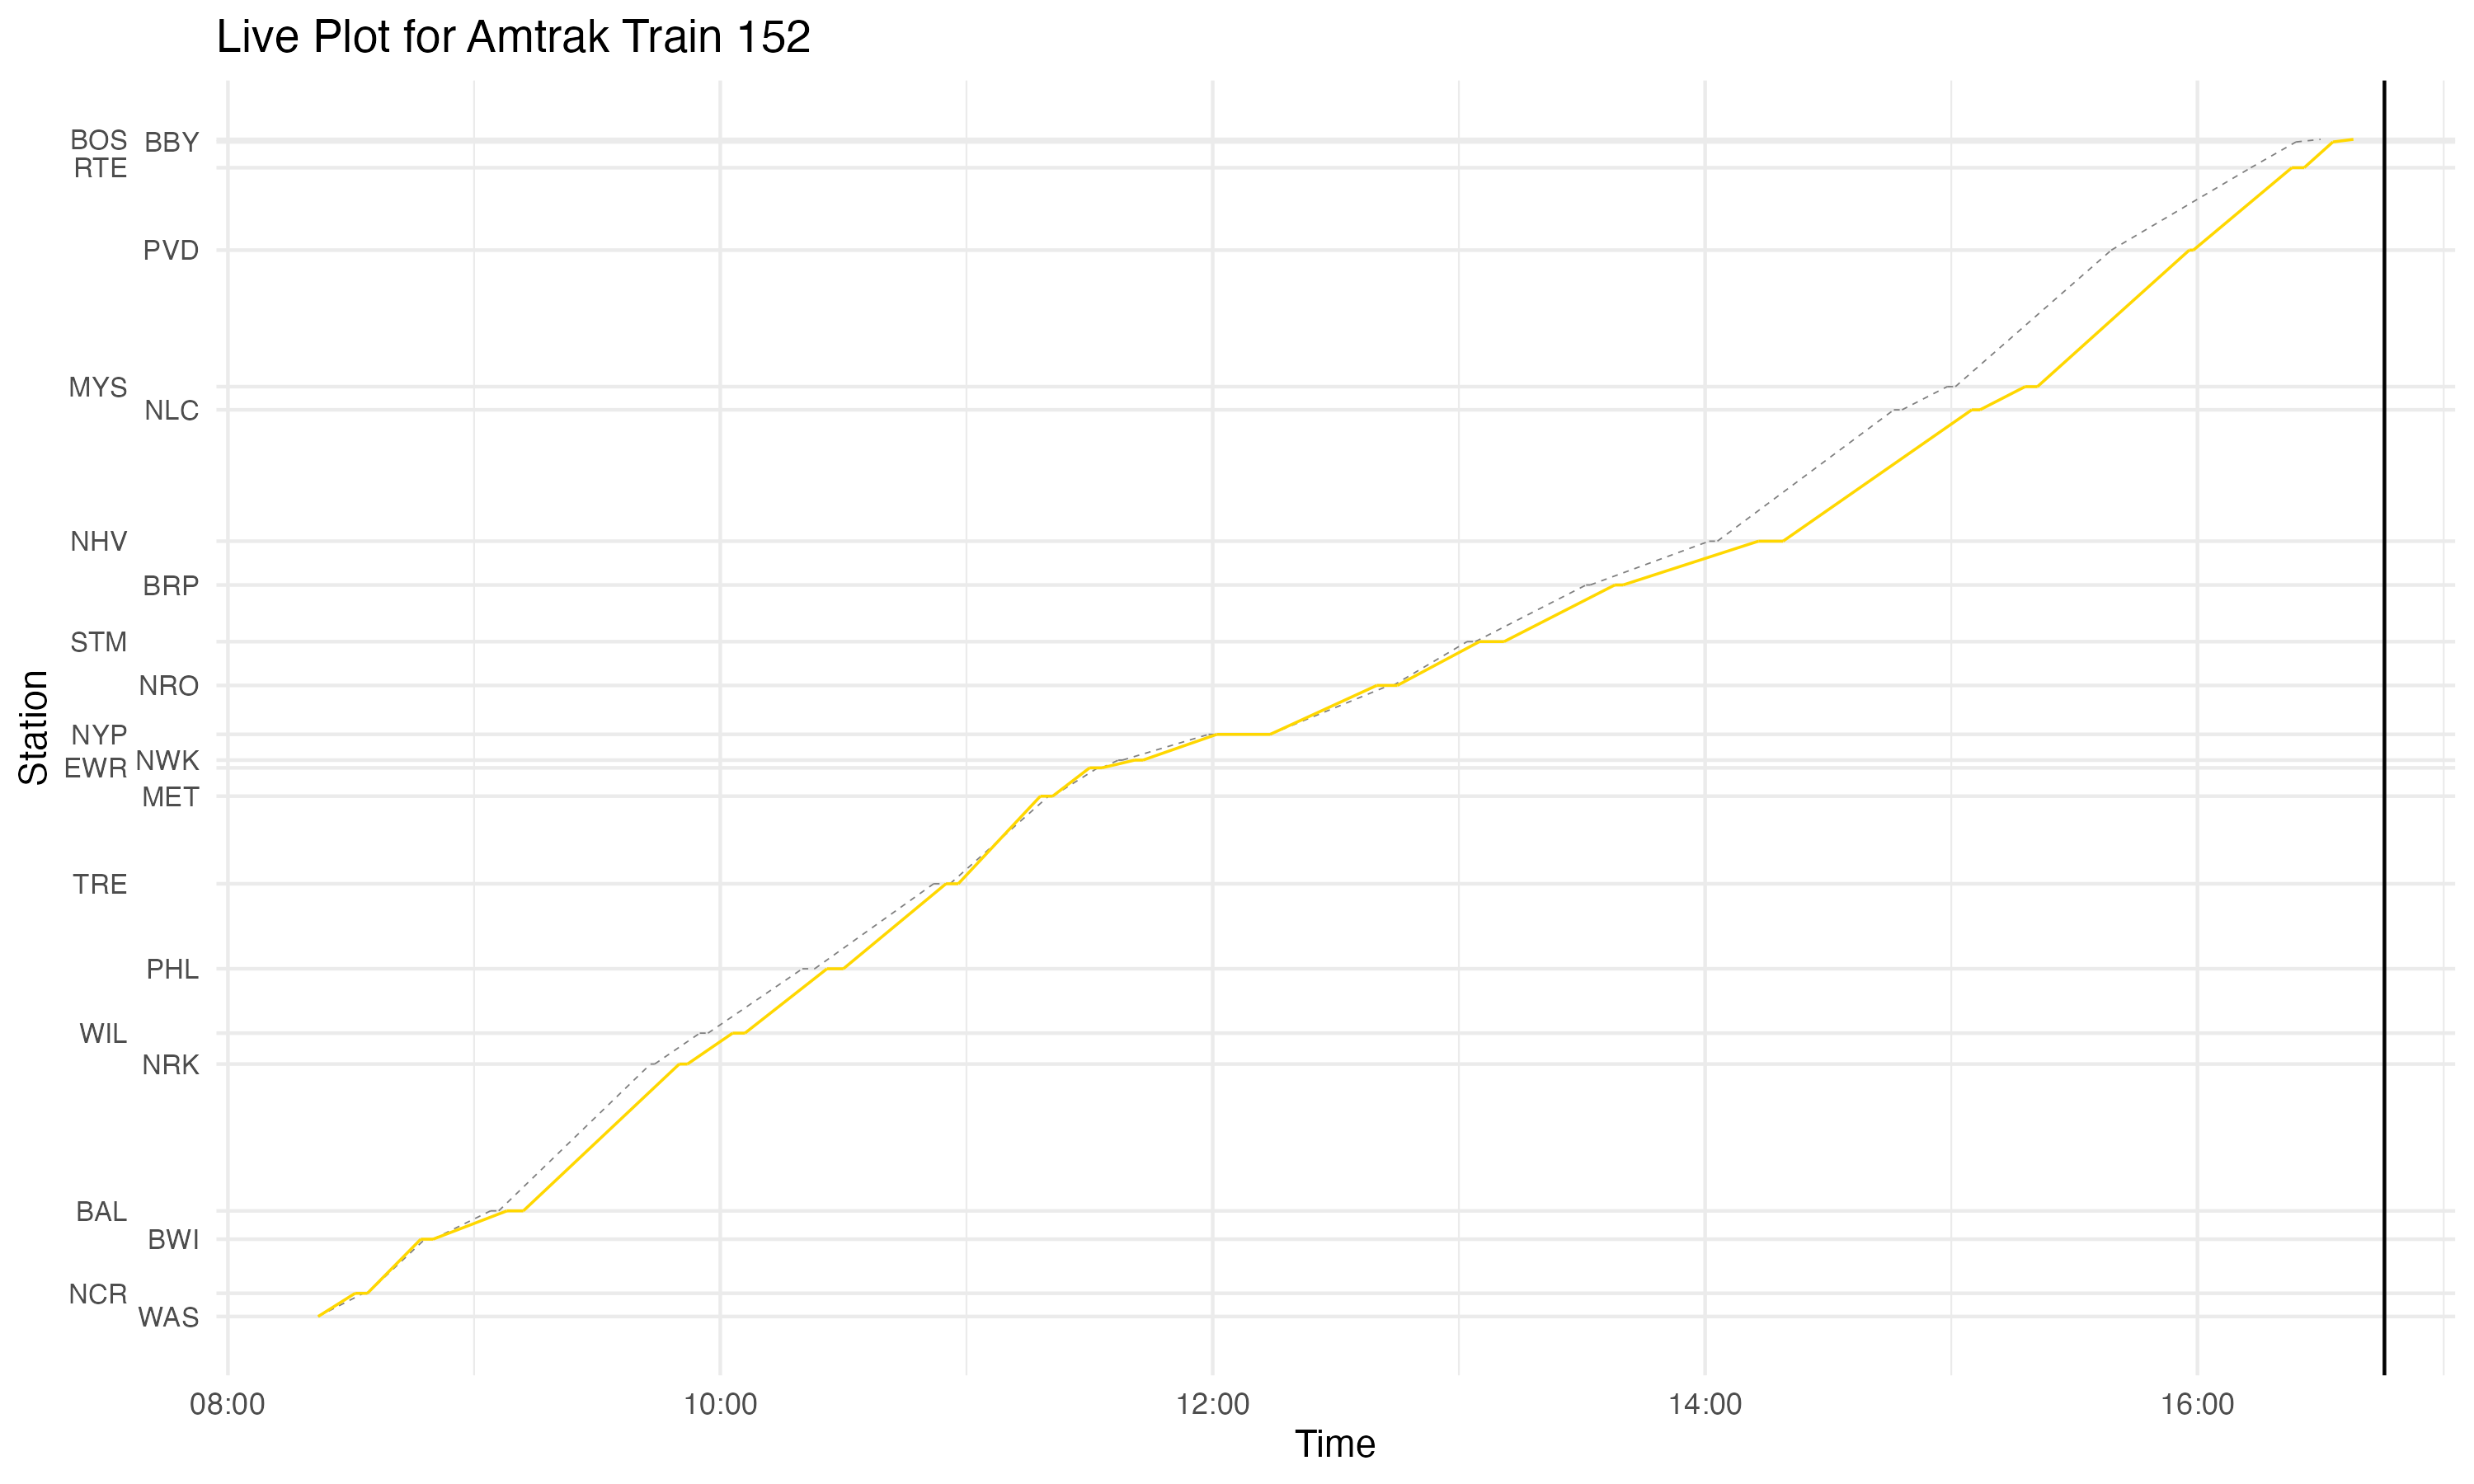 Live Plot for Amtrak Train 152
Station
BOS BBY
RTE
PVD
MYS
NLC
NHV
BRP
STM
NRO
NYP
NWK
EWR
MET
TRE
PHL
WIL
NRK
BAL
BWI
NCR
WAS
08:00 10:00 12:00 14:00 16:00
Time